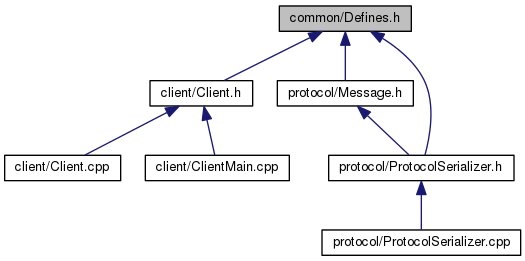 common/Defines.h
client/Client.h
protocol/Message.h
client/Client.cpp
client/ClientMain.cpp
protocol/ProtocolSerializer.h
protocol/ProtocolSerializer.cpp